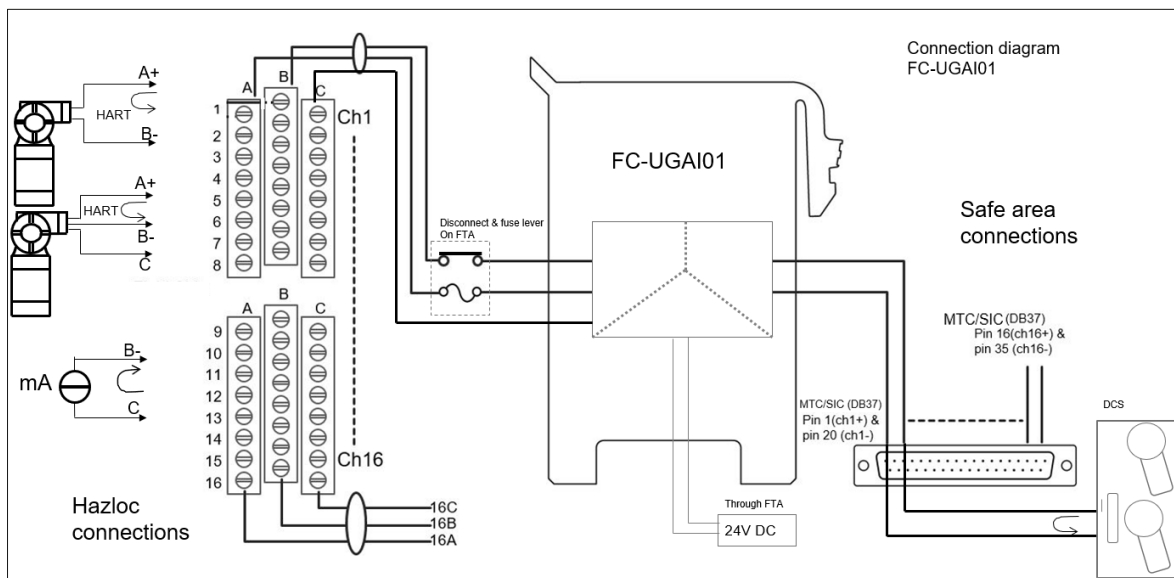 Connection diagram
FC-UGAI01
A+
HART
B-
A+
HART
B-
C
mA
B-
C
Hazloc
connections
A
B
C
1
2
3
4
5
6
7
8
Ch1
A
B
C
9
10
11
12
13
14
15
16
Ch16
16C
16B
16A
Disconnect & fuse lever
On FTA
FC-UGAI01
Through FTA
24V DC
Safe area
connections
MTC/SIC (DB37)
Pin 16(ch16+) &
pin 35 (ch16-)
MTC/SIC (DB37)
Pin 1(ch1+) &
pin 20 (ch1-)
DCS